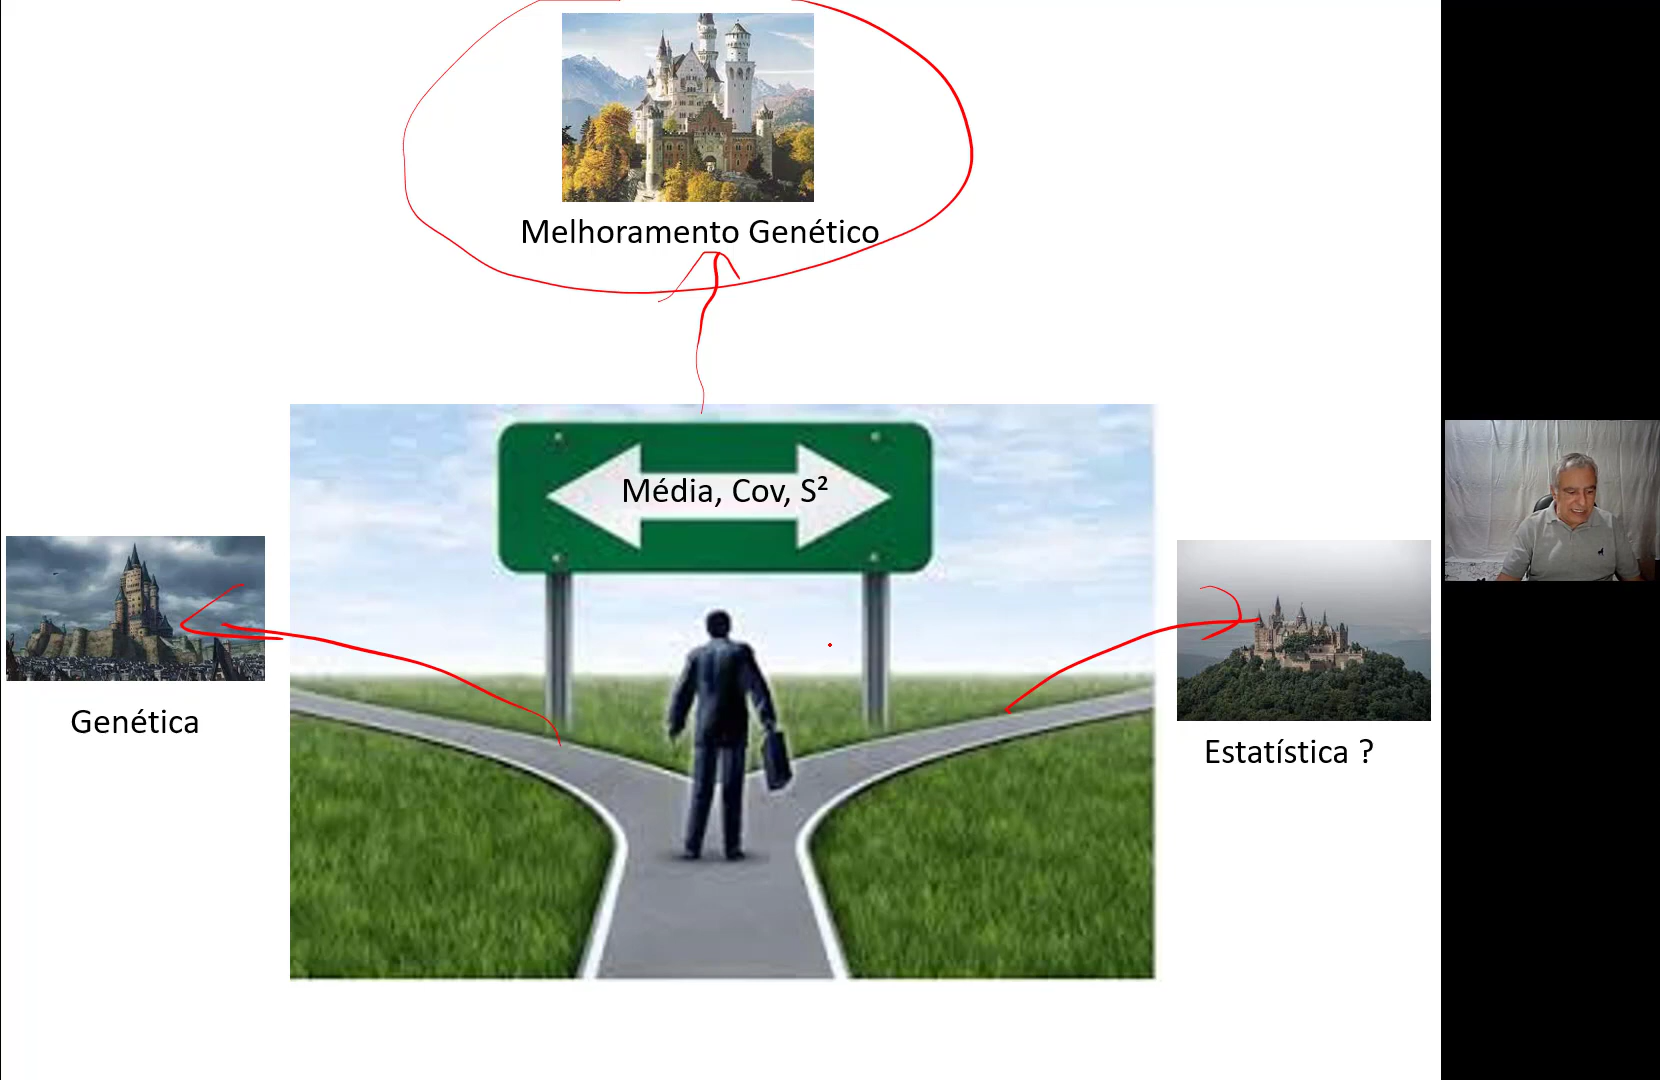 Melhoramento Genético
Média, Cov, S²
Genética
Estatística ?